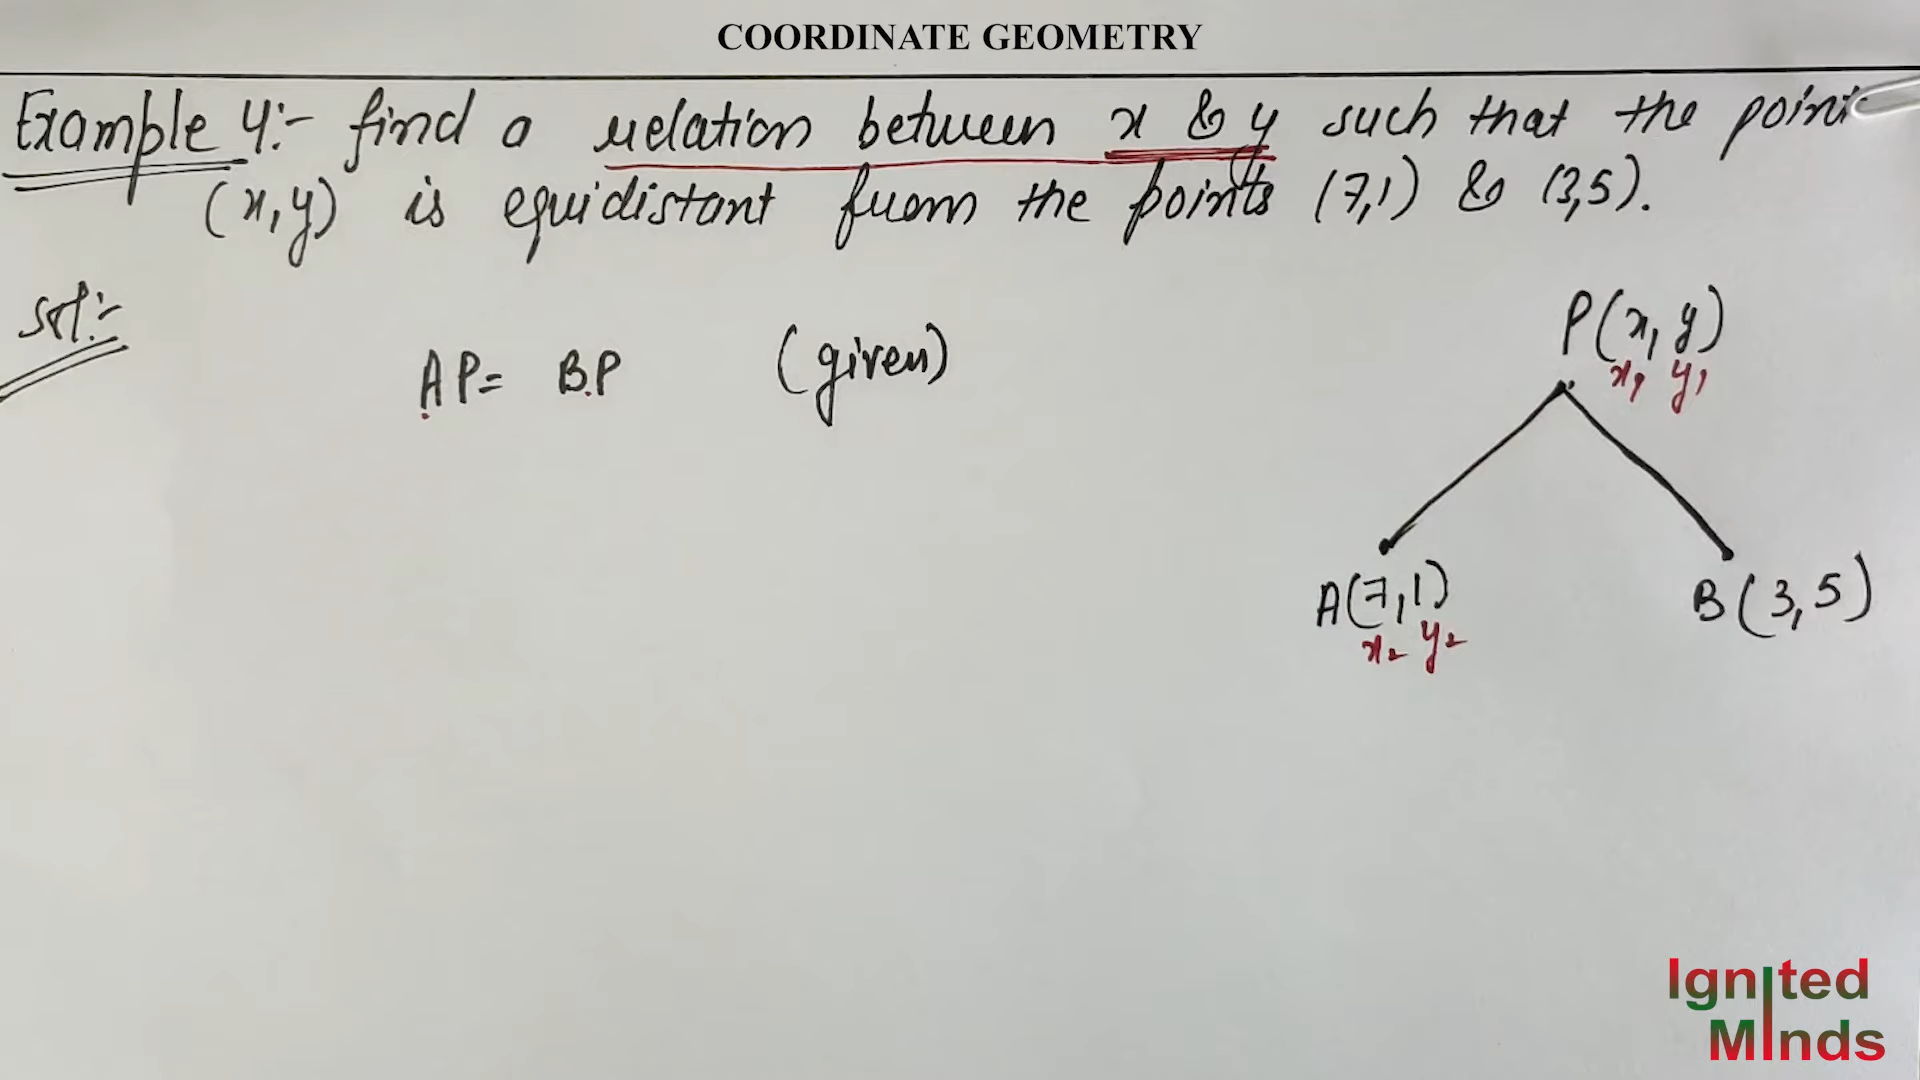 COORDINATE GEOMETRY
Example 4:- find a relation between x & y such that the point
(x,y) is equidistant from the points (7,1) & (3,5).
Sol:-
AP = BP (given)
P(x, y)
x₁ y₁
A(7,1)
x₂ y₂
B(3,5)
Ignited
Minds